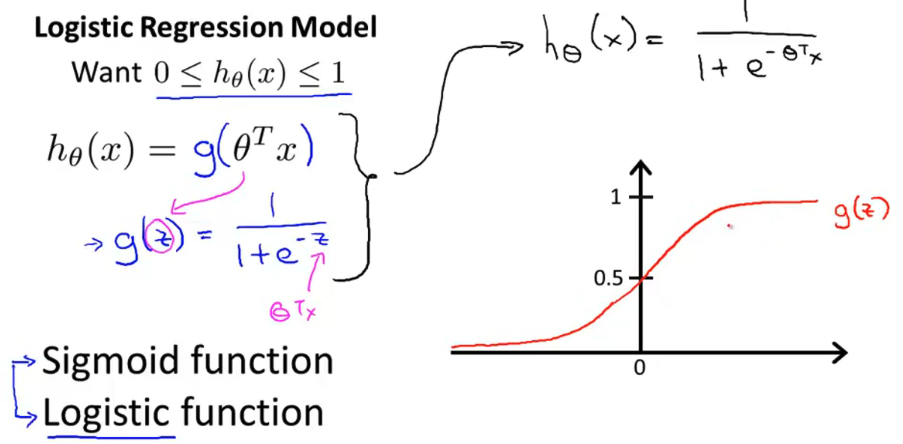 Logistic Regression Model
Want 0 ≤ hθ(x) ≤ 1
hθ(x) = g(θᵀx)
→ g(z) = 1 / (1+e^-z)
θᵀx
→ Sigmoid function
→ Logistic function
hθ(x) = 1 / (1 + e^-θᵀx)
1
g(z)
0.5
0